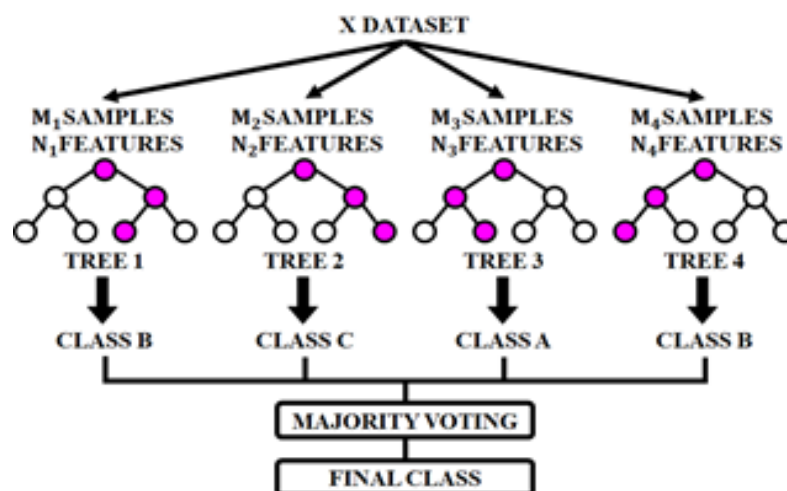 X DATASET
M₁SAMPLES M₂SAMPLES M₃SAMPLES M₄SAMPLES
N₁FEATURES N₂FEATURES N₃FEATURES N₄FEATURES
TREE 1 TREE 2 TREE 3 TREE 4
CLASS B CLASS C CLASS A CLASS B
MAJORITY VOTING
FINAL CLASS